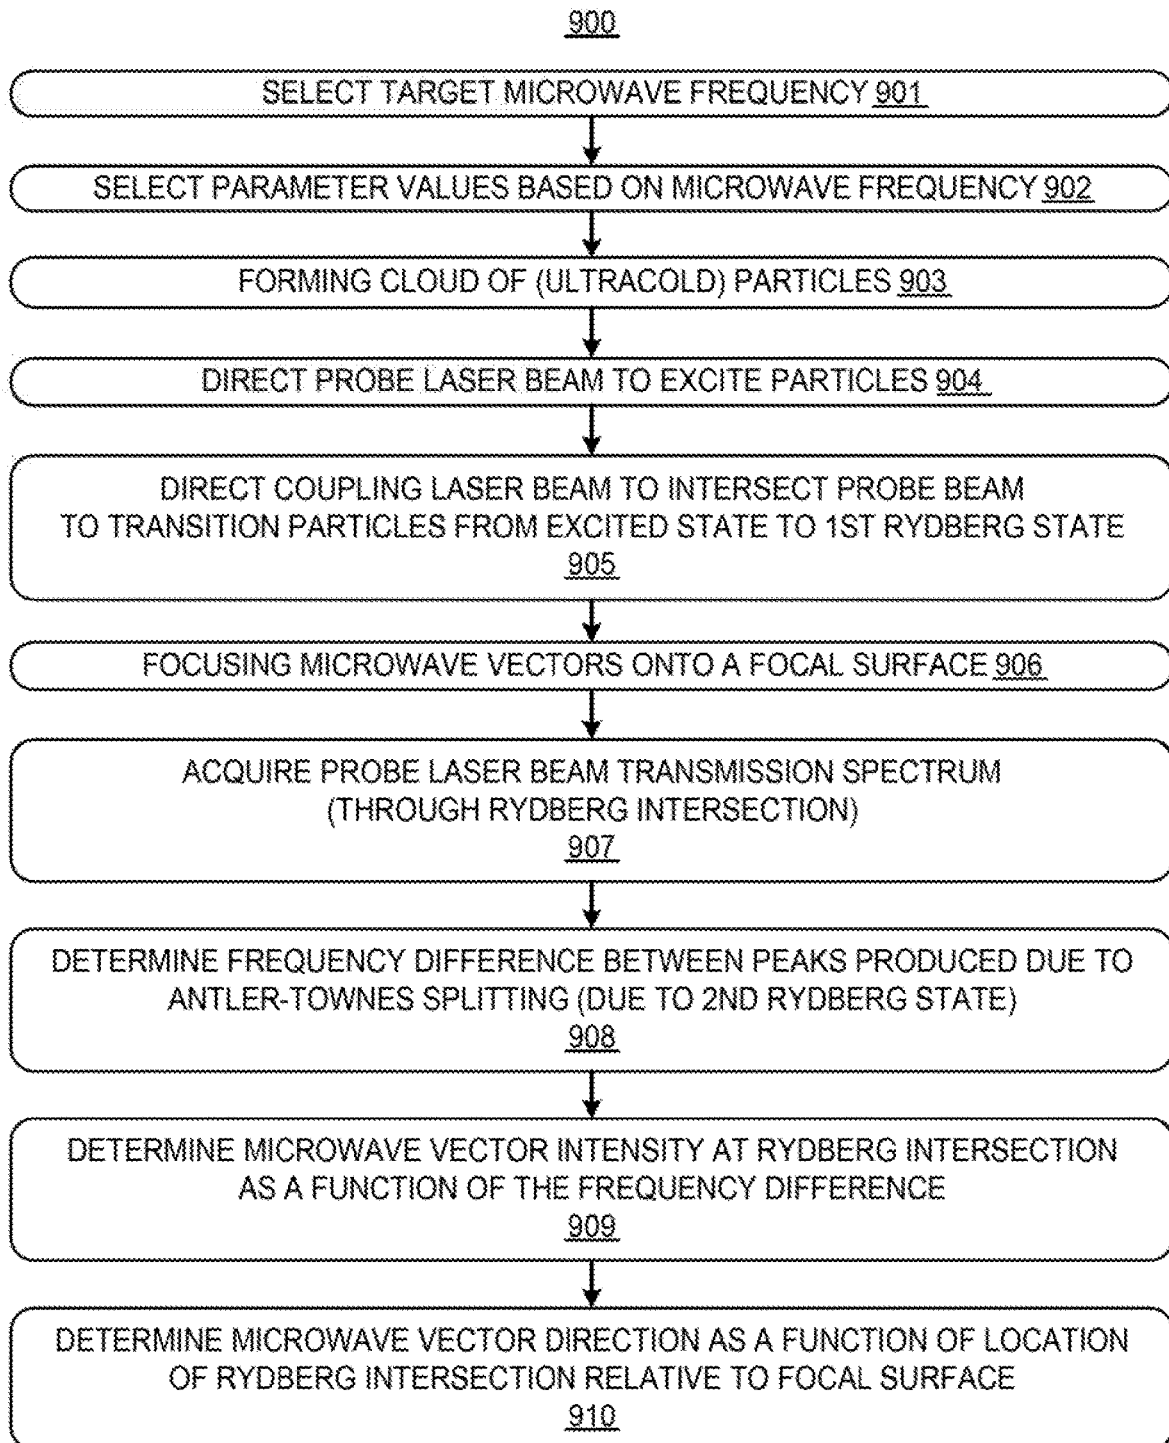 900
SELECT TARGET MICROWAVE FREQUENCY 901
SELECT PARAMETER VALUES BASED ON MICROWAVE FREQUENCY 902
FORMING CLOUD OF (ULTRACOLD) PARTICLES 903
DIRECT PROBE LASER BEAM TO EXCITE PARTICLES 904
DIRECT COUPLING LASER BEAM TO INTERSECT PROBE BEAM
TO TRANSITION PARTICLES FROM EXCITED STATE TO 1ST RYDBERG STATE
905
FOCUSING MICROWAVE VECTORS ONTO A FOCAL SURFACE 906
ACQUIRE PROBE LASER BEAM TRANSMISSION SPECTRUM
(THROUGH RYDBERG INTERSECTION)
907
DETERMINE FREQUENCY DIFFERENCE BETWEEN PEAKS PRODUCED DUE TO
ANTLER-TOWNES SPLITTING (DUE TO 2ND RYDBERG STATE)
908
DETERMINE MICROWAVE VECTOR INTENSITY AT RYDBERG INTERSECTION
AS A FUNCTION OF THE FREQUENCY DIFFERENCE
909
DETERMINE MICROWAVE VECTOR DIRECTION AS A FUNCTION OF LOCATION
OF RYDBERG INTERSECTION RELATIVE TO FOCAL SURFACE
910